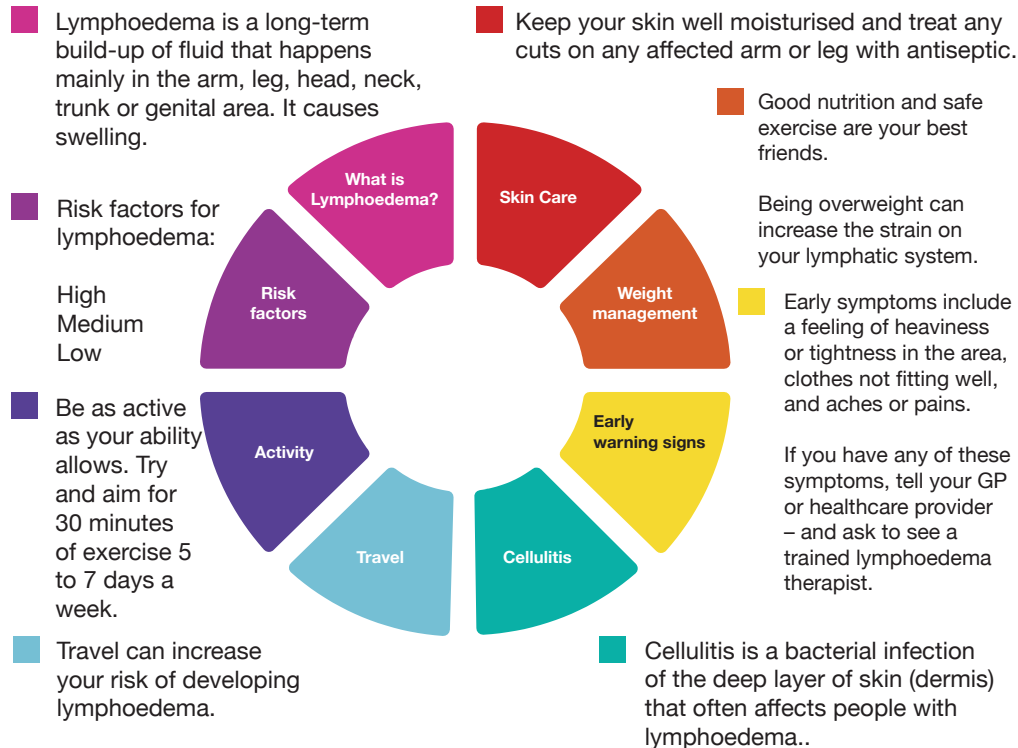 Lymphoedema is a long-term
build-up of fluid that happens
mainly in the arm, leg, head, neck,
trunk or genital area. It causes
swelling.
Keep your skin well moisturised and treat any
cuts on any affected arm or leg with antiseptic.
Good nutrition and safe
exercise are your best
friends.
Being overweight can
increase the strain on
your lymphatic system.
Risk factors for
lymphoedema:
High
Medium
Low
Early symptoms include
a feeling of heaviness
or tightness in the area,
clothes not fitting well,
and aches or pains.
If you have any of these
symptoms, tell your GP
or healthcare provider
– and ask to see a
trained lymphoedema
therapist.
Be as active
as your ability
allows. Try
and aim for
30 minutes
of exercise 5
to 7 days a
week.
Travel can increase
your risk of developing
lymphoedema.
Cellulitis is a bacterial infection
of the deep layer of skin (dermis)
that often affects people with
lymphoedema..
What is
Lymphoedema?
Skin Care
Risk
factors
Weight
management
Activity
Early
warning signs
Travel
Cellulitis